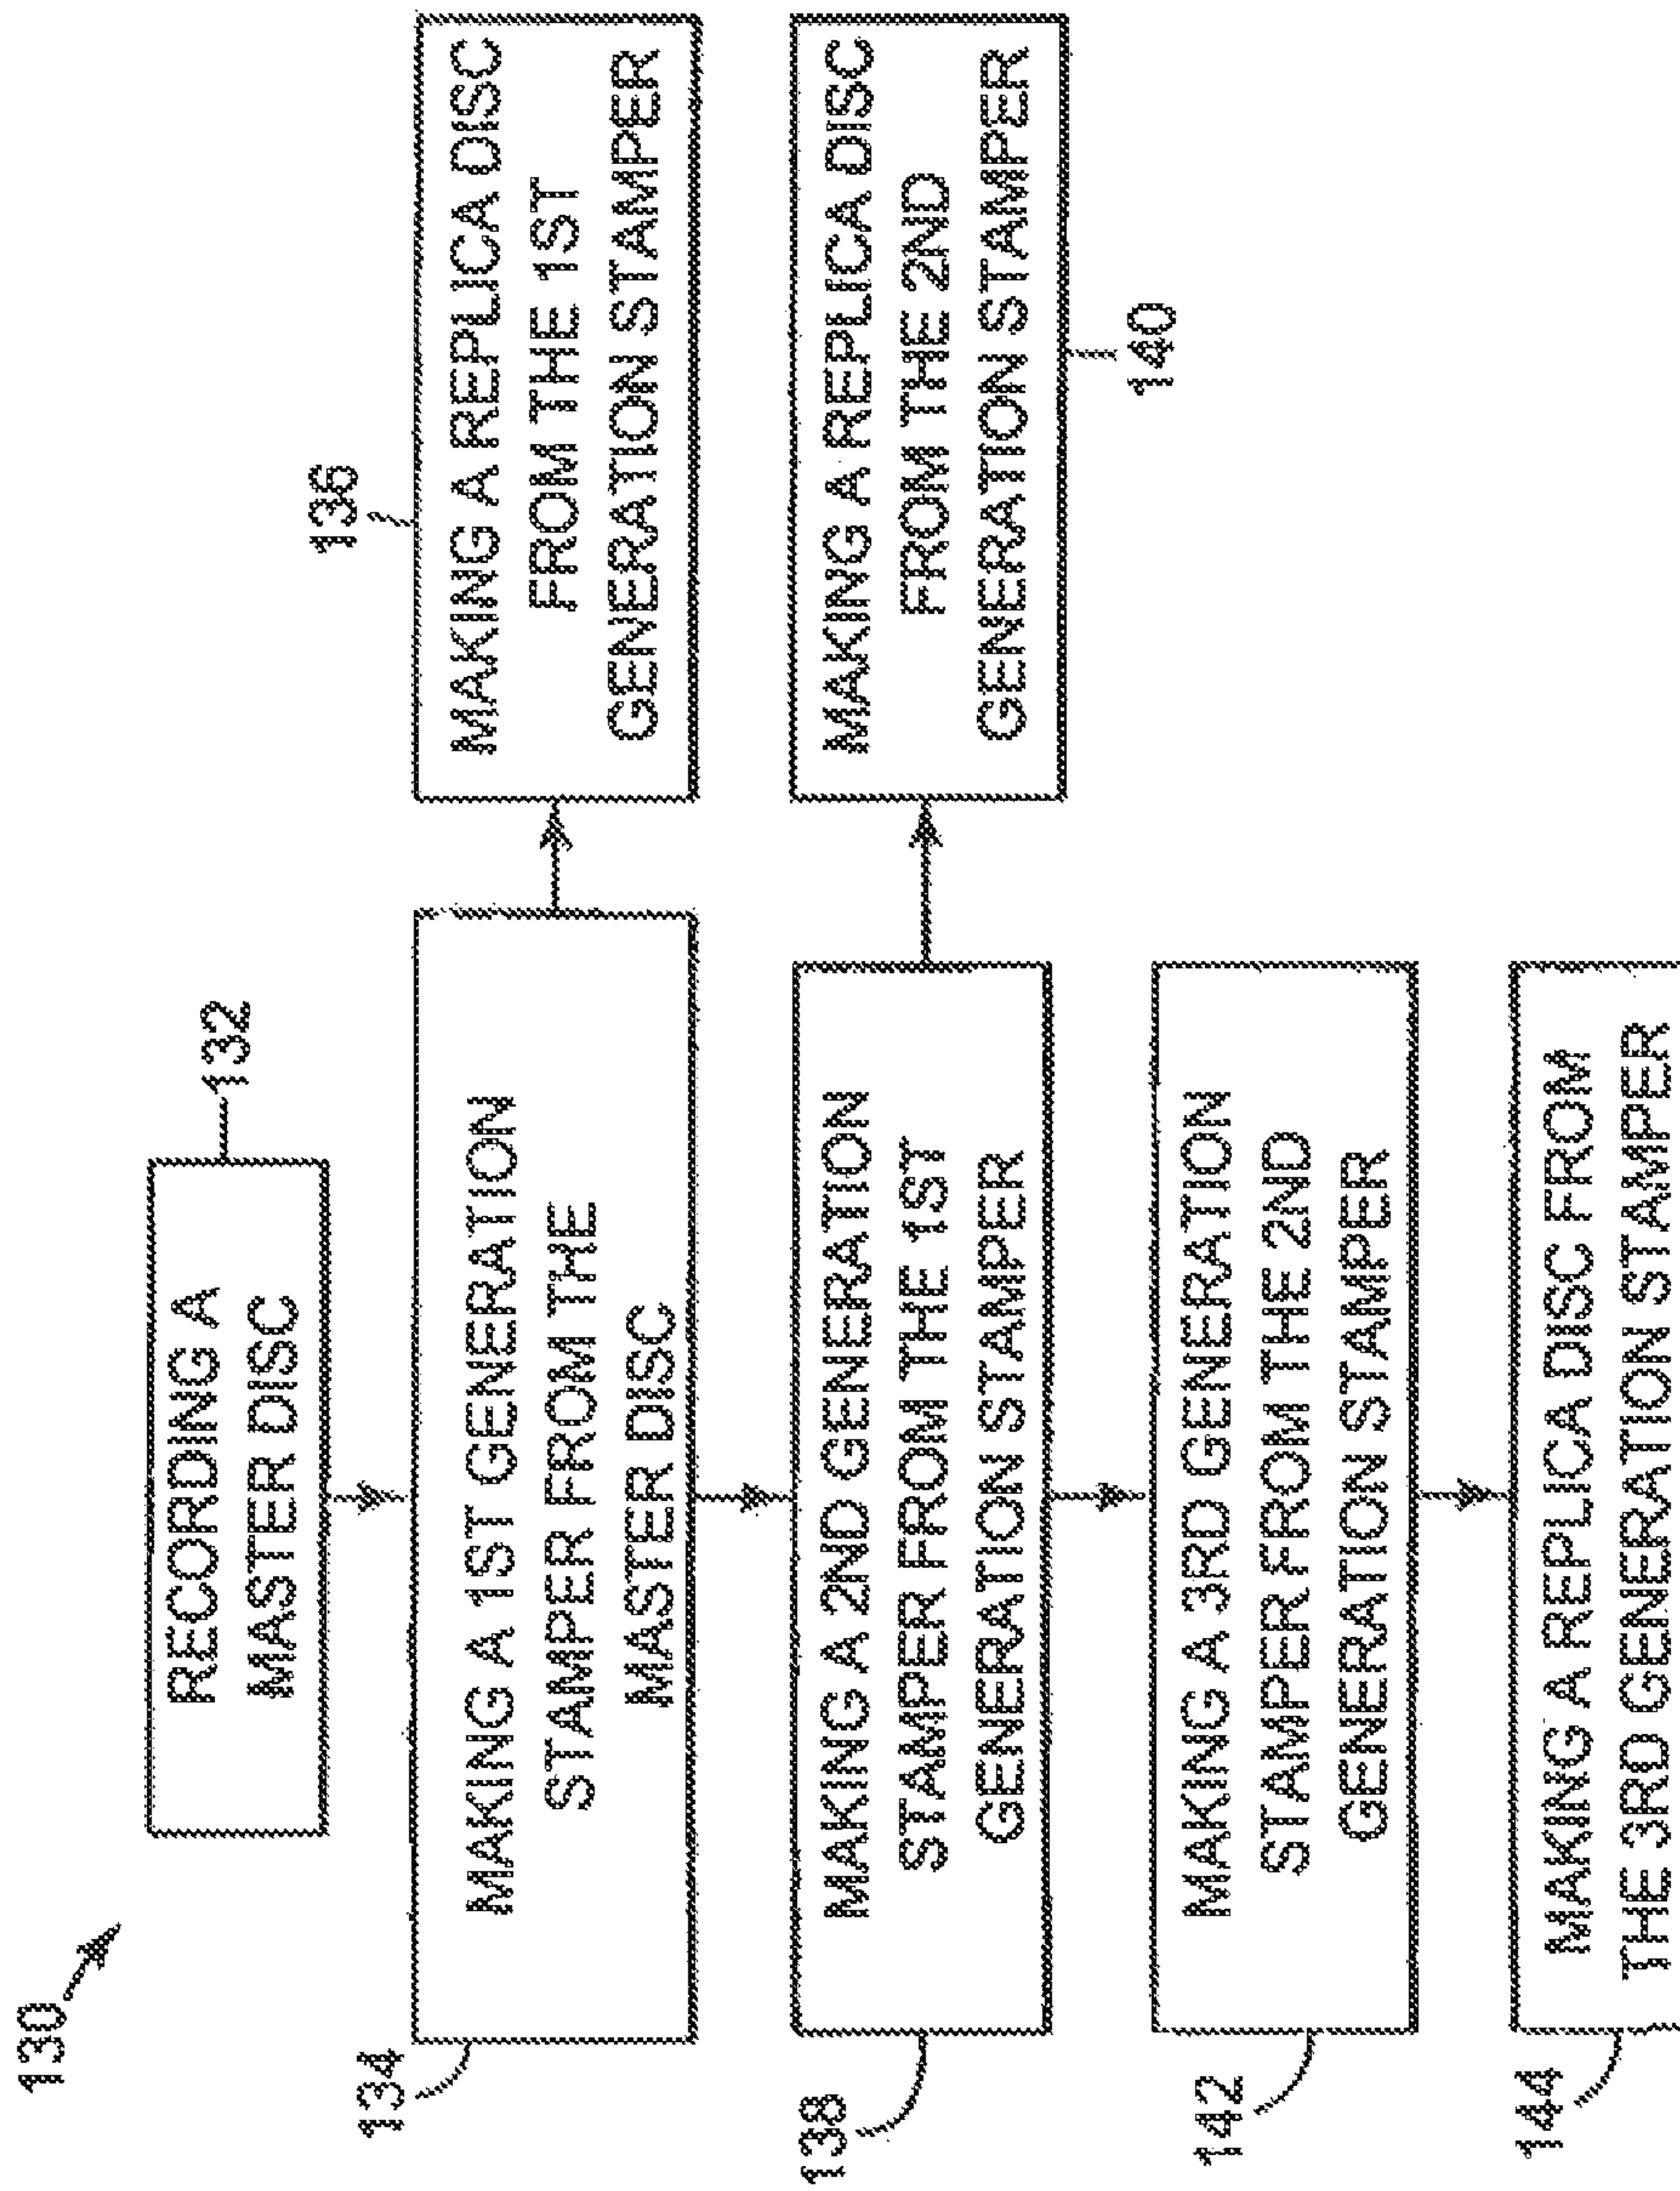 130
RECORDING A
MASTER DISC
132
134
MAKING A 1ST GENERATION
STAMPER FROM THE
MASTER DISC
136
MAKING A REPLICA DISC
FROM THE 1ST
GENERATION STAMPER
138
MAKING A 2ND GENERATION
STAMPER FROM THE 1ST
GENERATION STAMPER
MAKING A REPLICA DISC
FROM THE 2ND
GENERATION STAMPER
140
142
MAKING A 3RD GENERATION
STAMPER FROM THE 2ND
GENERATION STAMPER
144
MAKING A REPLICA DISC FROM
THE 3RD GENERATION STAMPER